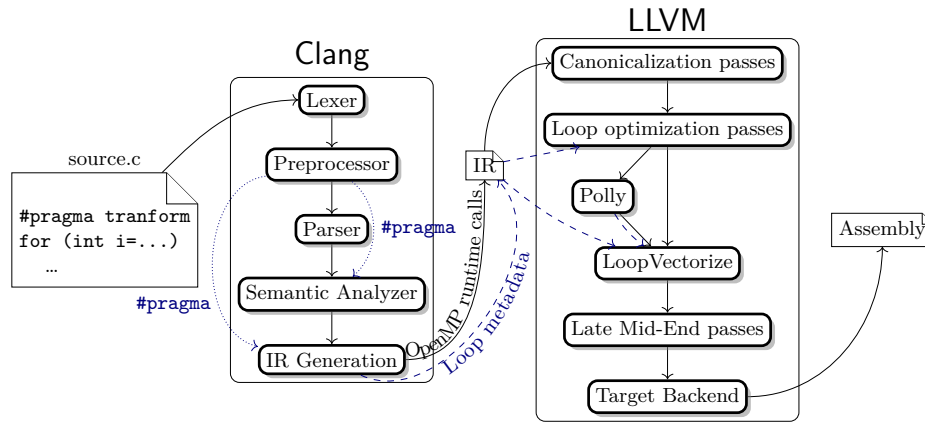 LLVM
Clang
Canonicalization passes
Lexer
Loop optimization passes
source.c
Preprocessor
IR
Polly
#pragma tranform
for (int i=...)
...
Parser
#pragma
Assembly
LoopVectorize
Semantic Analyzer
#pragma
OpenMP runtime calls
Loop metadata
Late Mid-End passes
IR Generation
Target Backend